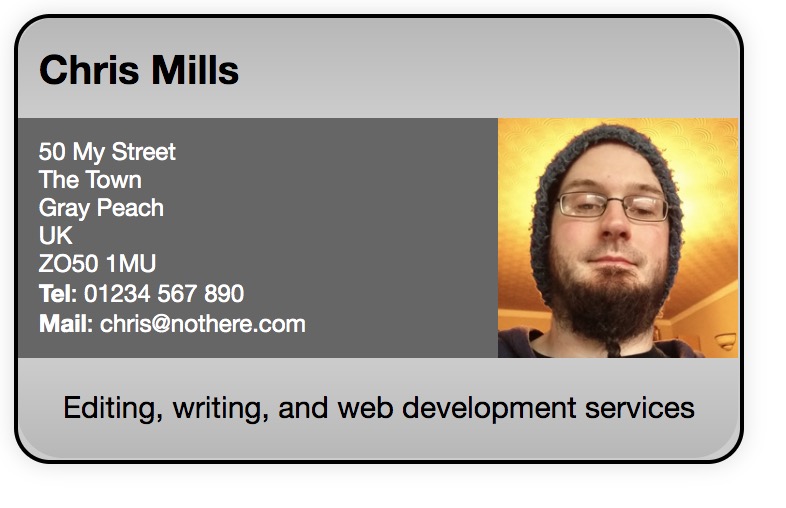 Chris Mills
50 My Street
The Town
Gray Peach
UK
ZO50 1MU
Tel: 01234 567 890
Mail: chris@nothere.com
Editing, writing, and web development services